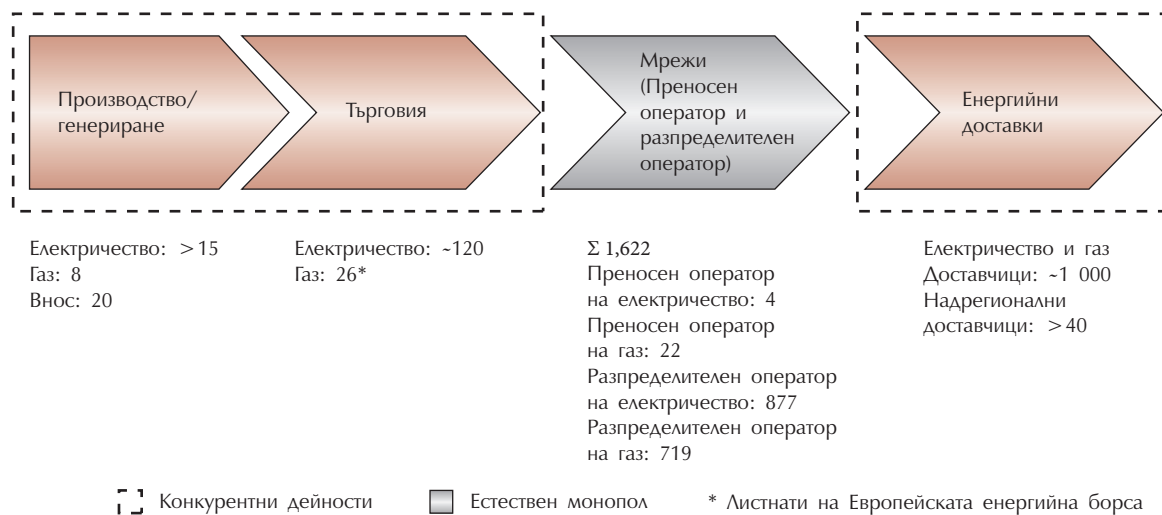 Производство/
генериране
Търговия
Мрежи
(Преносен
оператор и
разпределителен
оператор)
Енергийни
доставки
Електричество: >15
Газ: 8
Внос: 20
Електричество: ~120
Газ: 26*
Σ 1,622
Преносен оператор
на електричество: 4
Преносен оператор
на газ: 22
Разпределителен оператор
на електричество: 877
Разпределителен оператор
на газ: 719
Електричество и газ
Доставчици: ~1 000
Надрегионални
доставчици: >40
Конкурентни дейности
Естествен монопол
* Листнати на Европейската енергийна борса